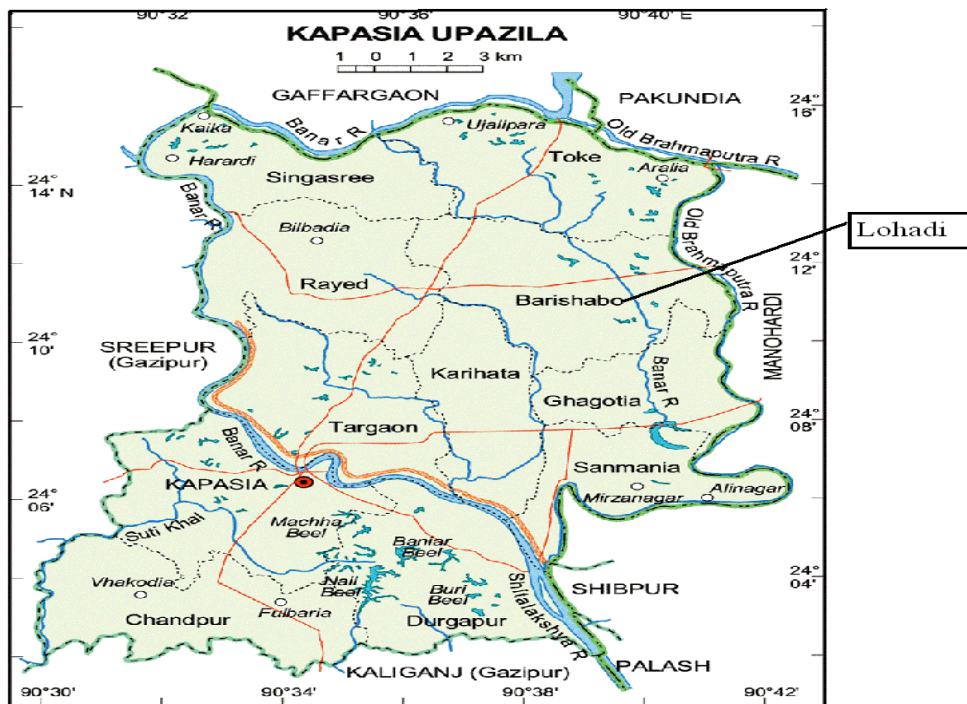 90°32' 90°36' 90°40' E
KAPASIA UPAZILA
1 0 1 2 3 km
GAFFARGAON
PAKUNDIA
24° 16'
Kaika
Banar R
Ujalipara
Old Brahmaputra R
Harardi
Toke
Aralia
24° 14' N
Singasree
Banar R
Old Brahmaputra R
Bilbadia
Lohadi
24° 12'
Rayed
Barishabo
MANOHARDI
24° 10'
SREEPUR
(Gazipur)
Karihata
Banar R
Ghagotia
24° 08'
Targaon
Banar R
Sanmania
KAPASIA
Mirzanagar
Alinagar
24° 06'
Machha
Beel
Suti Khal
Baniar
Beel
24° 04'
Vhakodia
Naii
Beel
Buri
Beel
Shitalakshya R
SHIBPUR
Fulbaria
Chandpur
Durgapur
KALIGANJ (Gazipur)
PALASH
90°30' 90°34' 90°38' 90°42'